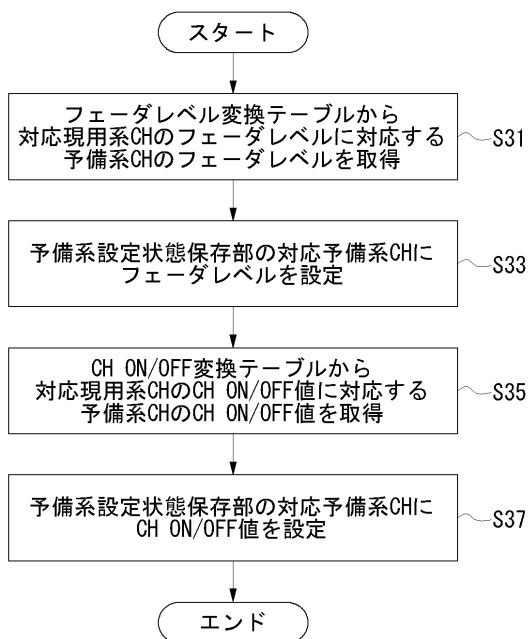 スタート
フェーダレベル変換テーブルから
対応現用系CHのフェーダレベルに対応する
予備系CHのフェーダレベルを取得
S31
予備系設定状態保存部の対応予備系CHに
フェーダレベルを設定
S33
CH ON/OFF変換テーブルから
対応現用系CHのCH ON/OFF値に対応する
予備系CHのCH ON/OFF値を取得
S35
予備系設定状態保存部の対応予備系CHに
CH ON/OFF値を設定
S37
エンド